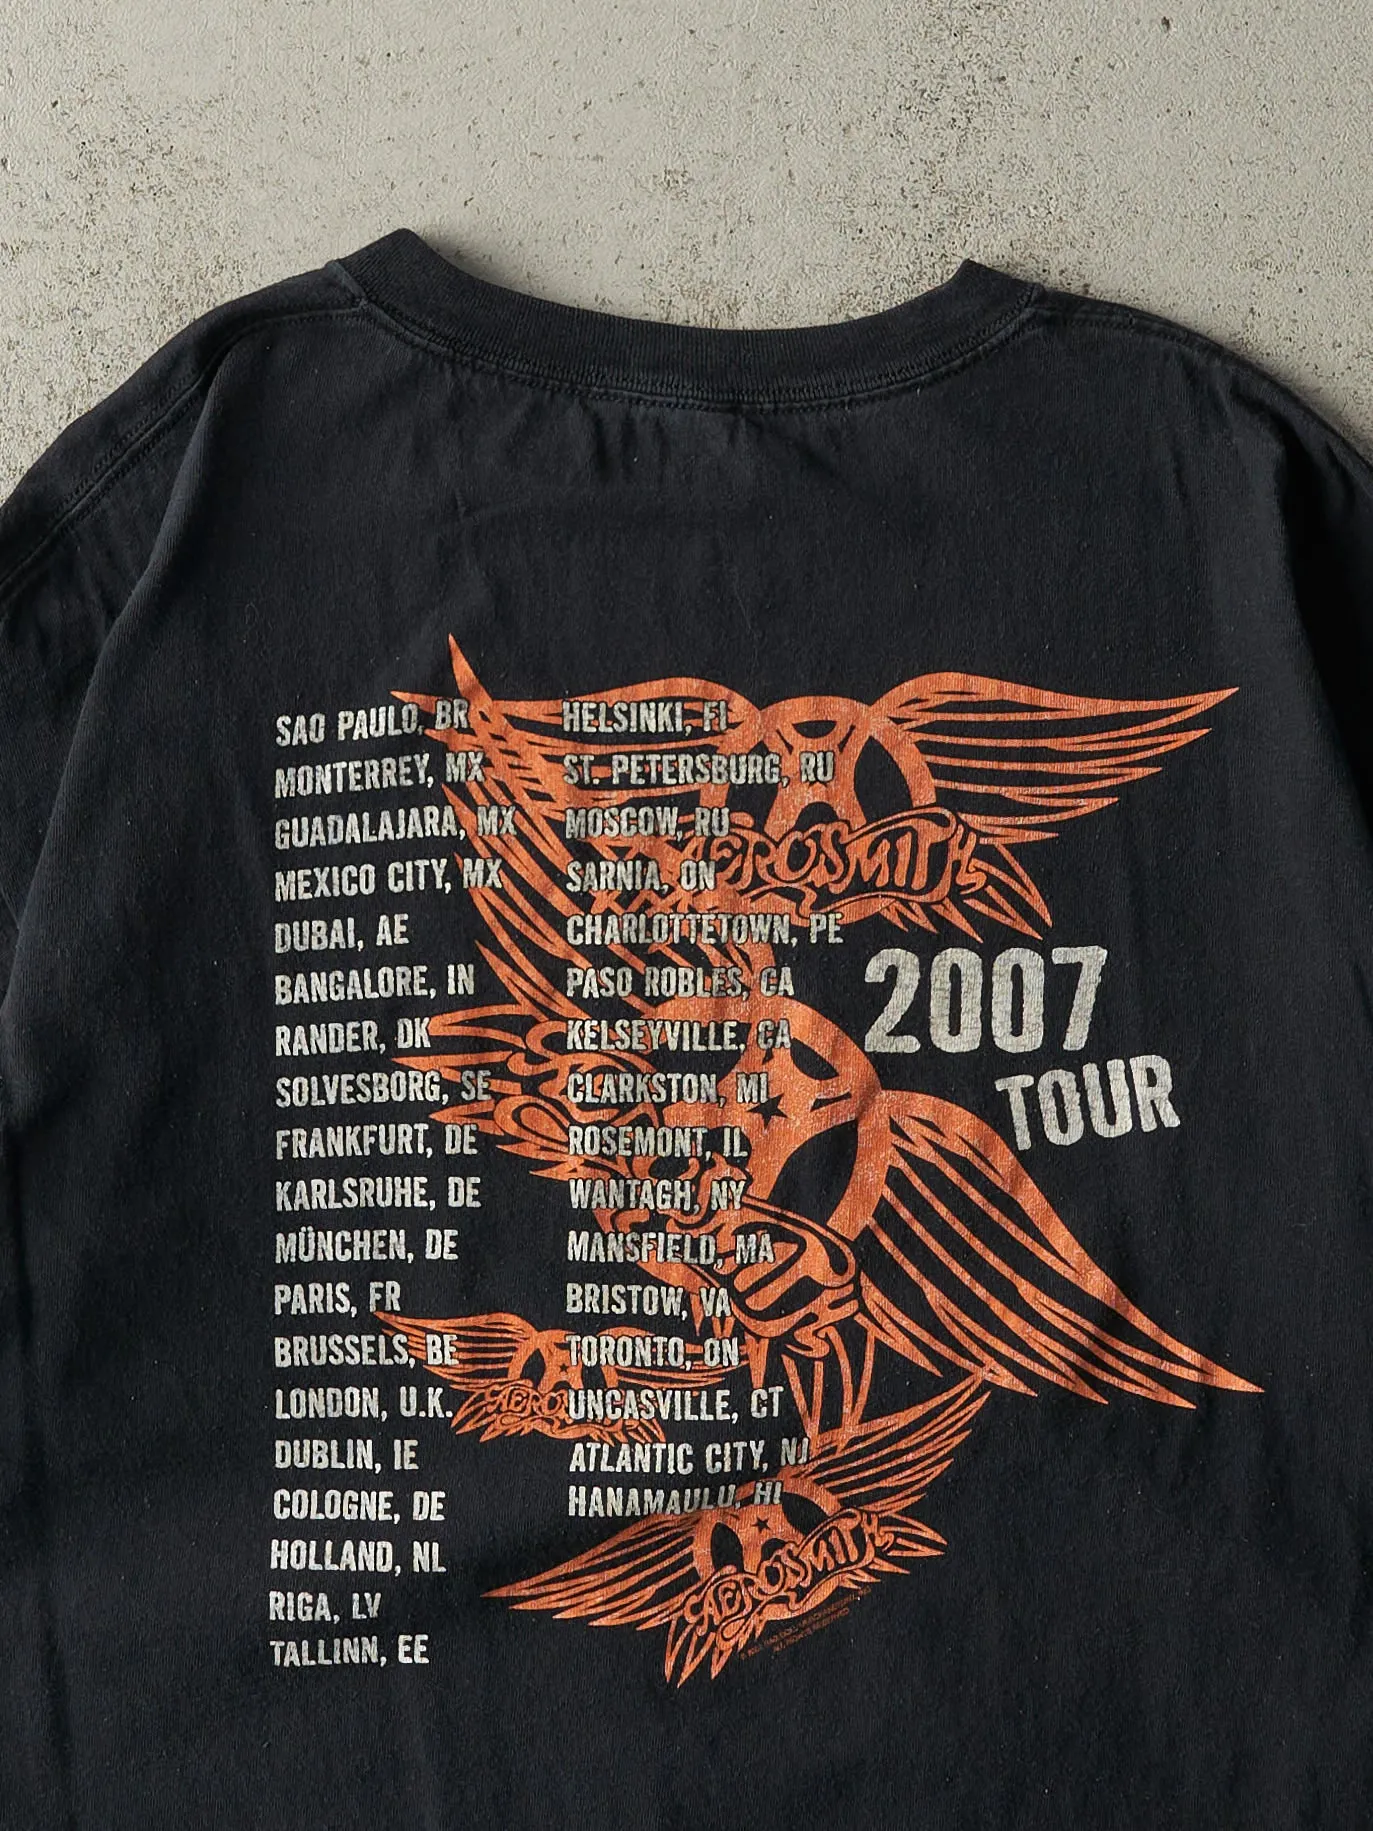 SAO PAULO, BR
MONTERREY, MX
GUADALAJARA, MX
MEXICO CITY, MX
DUBAI, AE
BANGALORE, IN
RANDER, DK
SOLVESBORG, SE
FRANKFURT, DE
KARLSRUHE, DE
MÜNCHEN, DE
PARIS, FR
BRUSSELS, BE
LONDON, U.K.
DUBLIN, IE
COLOGNE, DE
HOLLAND, NL
RIGA, LV
TALLINN, EE
HELSINKI, FI
ST. PETERSBURG, RU
MOSCOW, RU
SARNIA, ON
CHARLOTTETOWN, PE
PASO ROBLES, CA
KELSEYVILLE, CA
CLARKSTON, MI
ROSEMONT, IL
WANTAGH, NY
MANSFIELD, MA
BRISTOW, VA
TORONTO, ON
UNCASVILLE, CT
ATLANTIC CITY, NJ
HANAMAULU, HI
AEROSMITH
2007
TOUR
AEROSMITH
ALL RIGHTS RESERVED